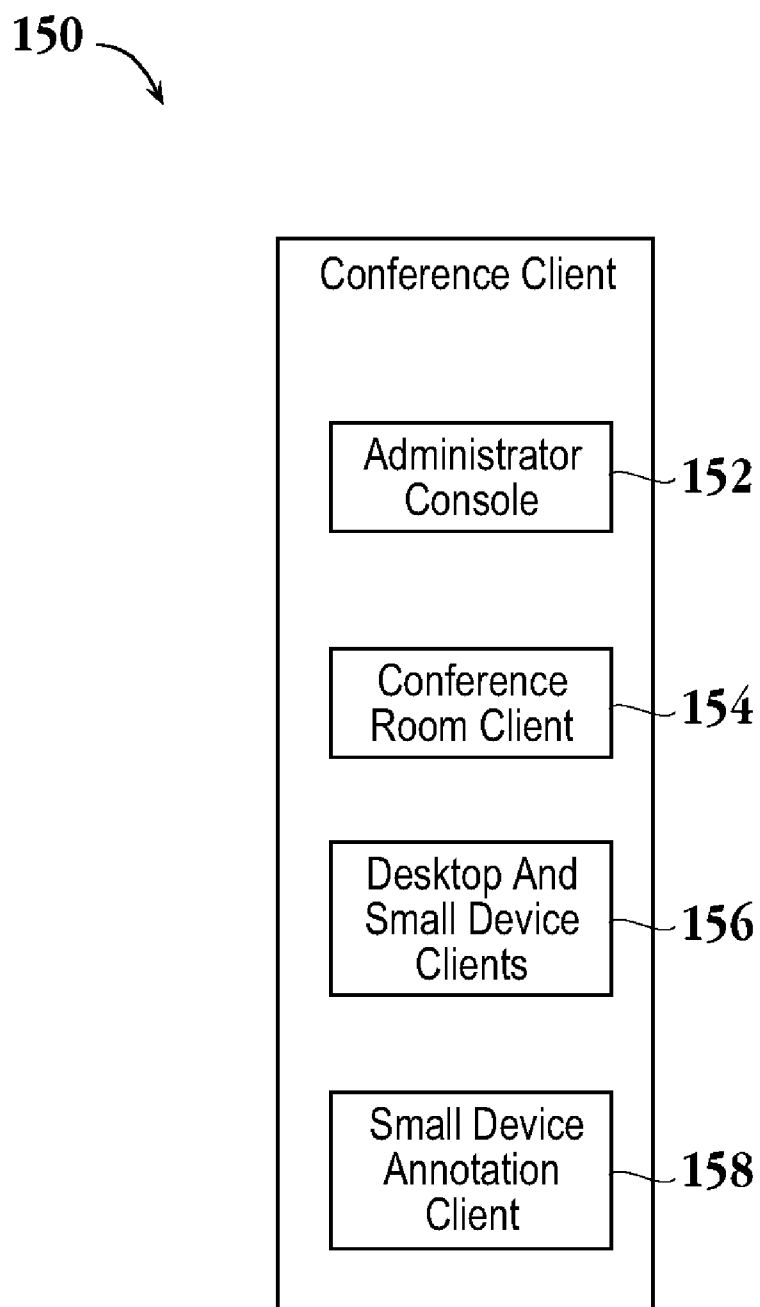 150
Conference Client
Administrator
Console
152
Conference
Room Client
154
Desktop And
Small Device
Clients
156
Small Device
Annotation
Client
158